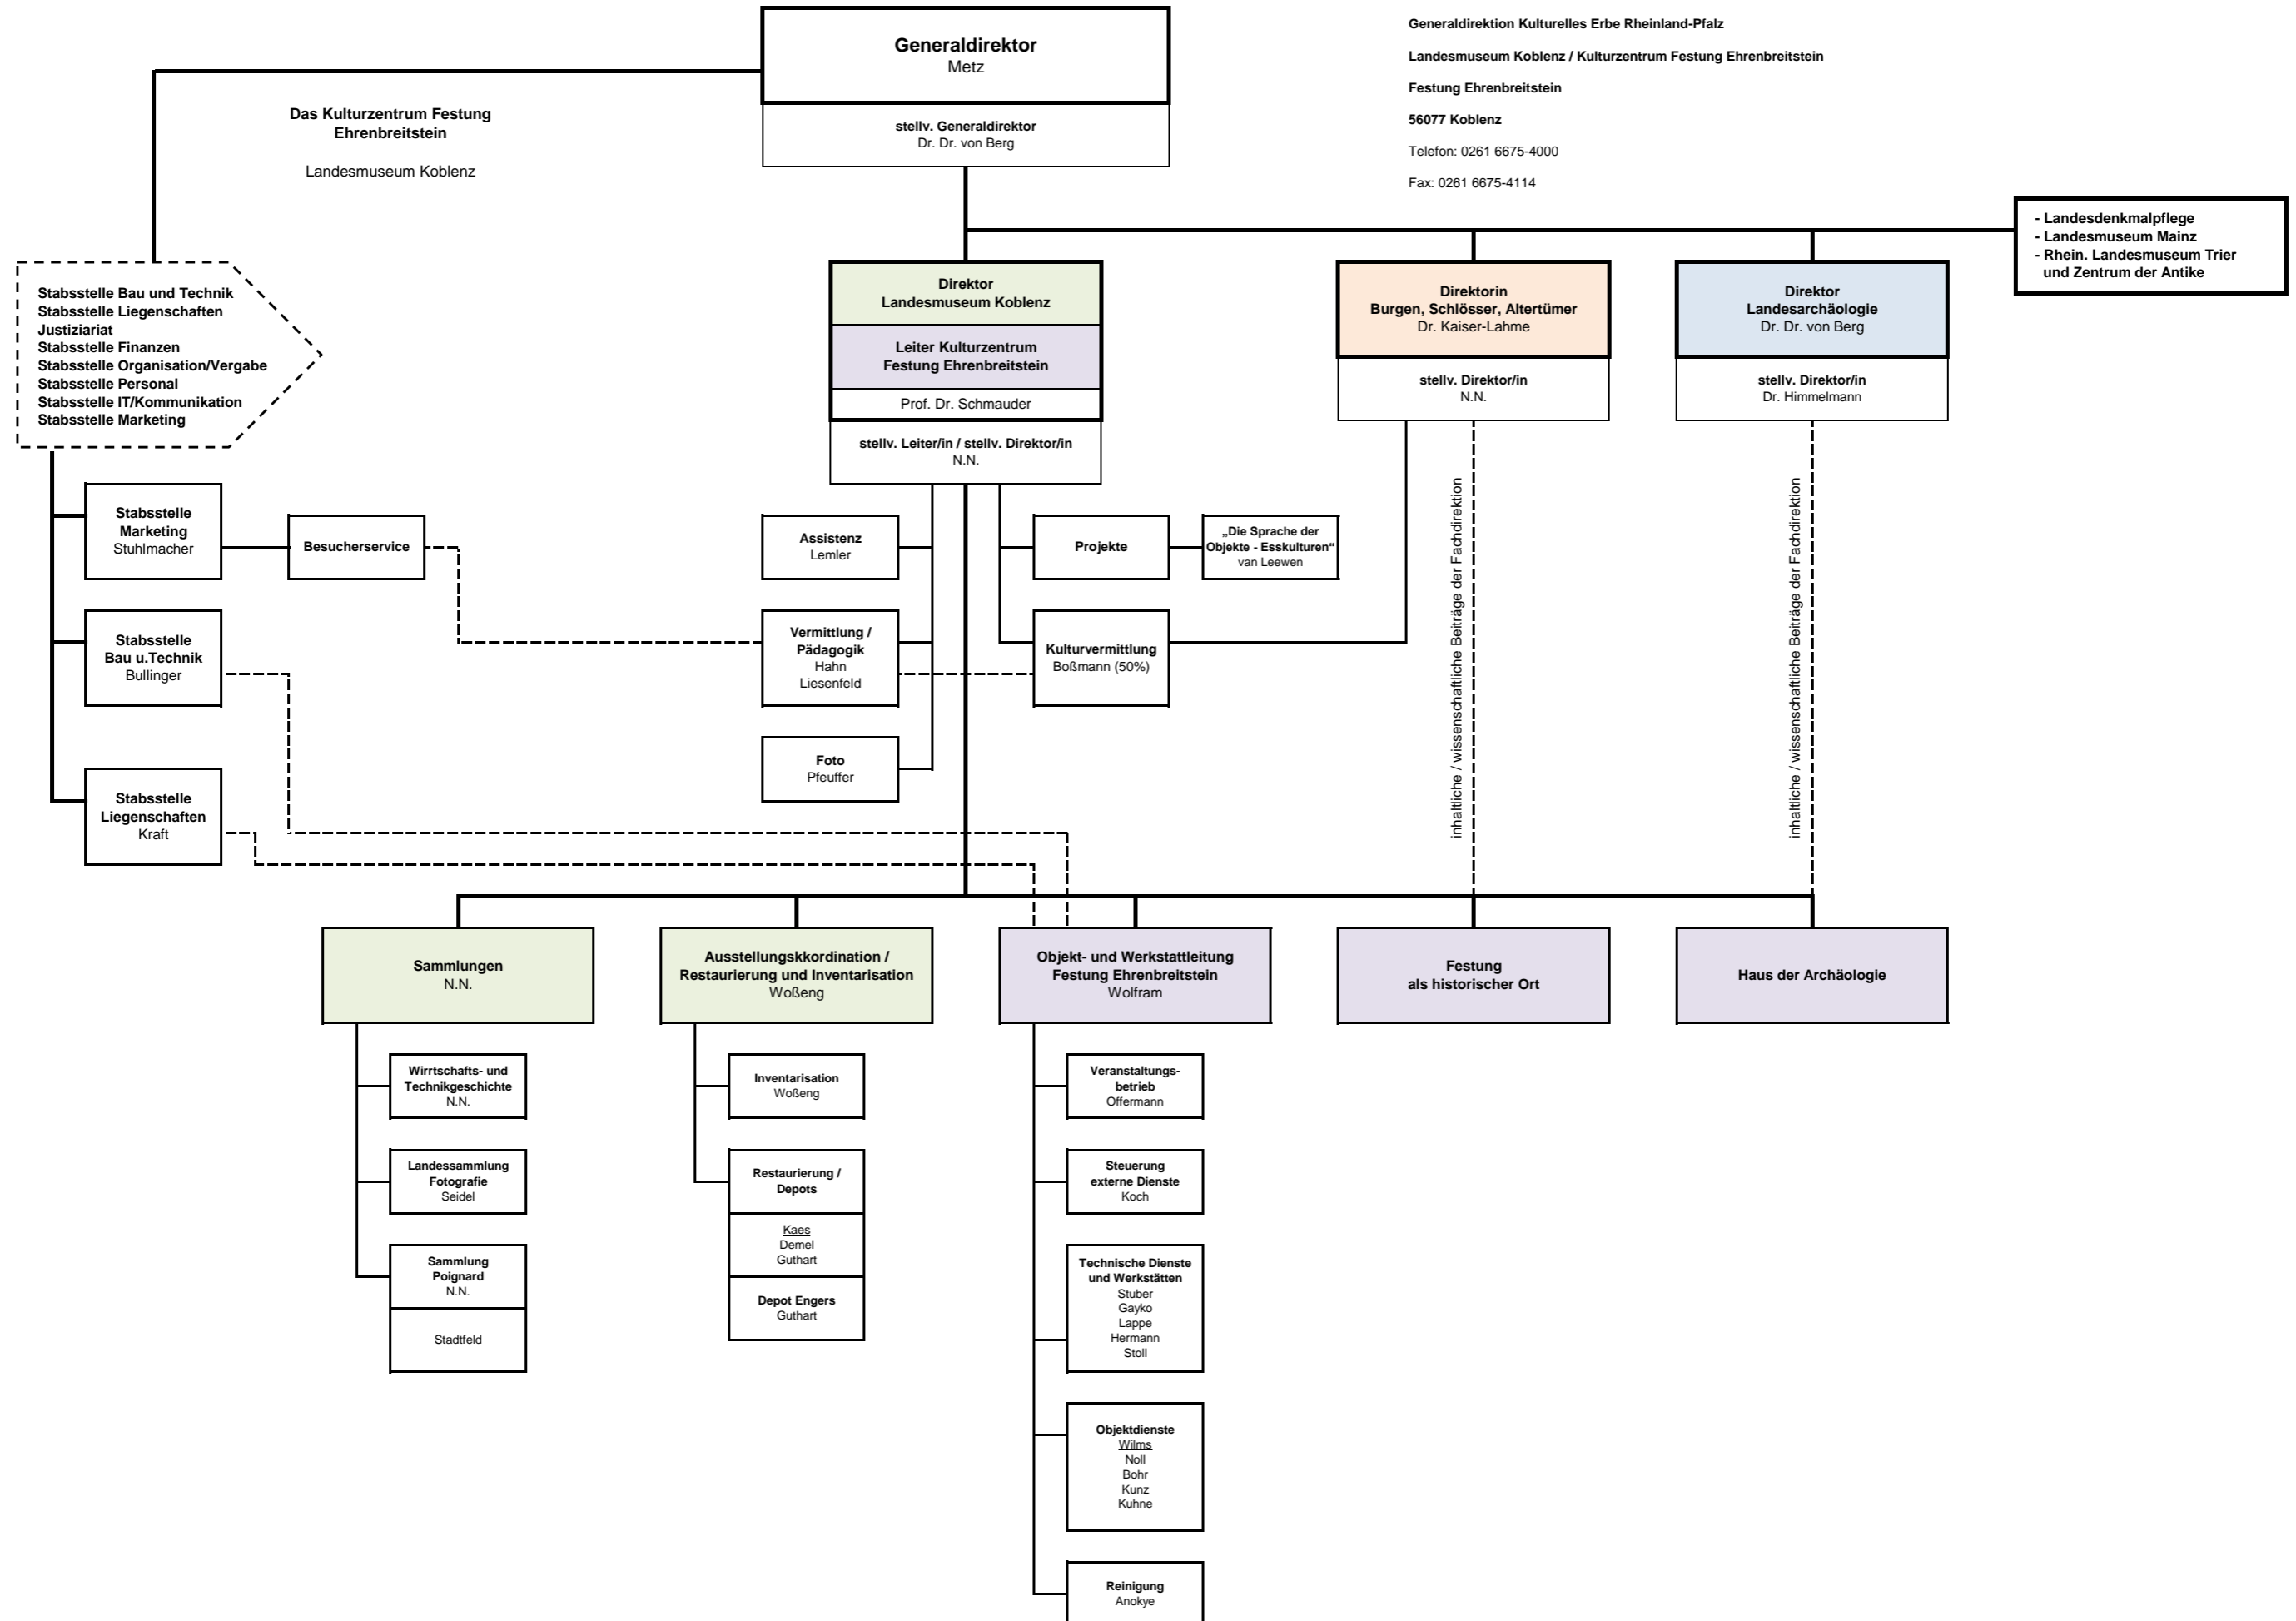 Generaldirektor
Metz
stellv. Generaldirektor
Dr. Dr. von Berg
Das Kulturzentrum Festung
Ehrenbreitstein
Landesmuseum Koblenz
Generaldirektion Kulturelles Erbe Rheinland-Pfalz
Landesmuseum Koblenz / Kulturzentrum Festung Ehrenbreitstein
Festung Ehrenbreitstein
56077 Koblenz
Telefon: 0261 6675-4000
Fax: 0261 6675-4114
- Landesdenkmalpflege
- Landesmuseum Mainz
- Rhein. Landesmuseum Trier
und Zentrum der Antike
Stabsstelle Bau und Technik
Stabsstelle Liegenschaften
Justiziariat
Stabsstelle Finanzen
Stabsstelle Organisation/Vergabe
Stabsstelle Personal
Stabsstelle IT/Kommunikation
Stabsstelle Marketing
Direktor
Landesmuseum Koblenz
Leiter Kulturzentrum
Festung Ehrenbreitstein
Prof. Dr. Schmauder
stellv. Leiter/in / stellv. Direktor/in
N.N.
Direktorin
Burgen, Schlösser, Altertümer
Dr. Kaiser-Lahme
stellv. Direktor/in
N.N.
Direktor
Landesarchäologie
Dr. Dr. von Berg
stellv. Direktor/in
Dr. Himmelmann
Stabsstelle
Marketing
Stuhlmacher
Besucherservice
Assistenz
Lemler
Projekte
„Die Sprache der
Objekte - Esskulturen“
van Leewen
inhaltliche / wissenschaftliche Beiträge der Fachdirektion
inhaltliche / wissenschaftliche Beiträge der Fachdirektion
Stabsstelle
Bau u.Technik
Bullinger
Vermittlung /
Pädagogik
Hahn
Liesenfeld
Kulturvermittlung
Boßmann (50%)
Foto
Pfeuffer
Stabsstelle
Liegenschaften
Kraft
Sammlungen
N.N.
Ausstellungskkordination /
Restaurierung und Inventarisation
Woßeng
Objekt- und Werkstattleitung
Festung Ehrenbreitstein
Wolfram
Festung
als historischer Ort
Haus der Archäologie
Wirrtschafts- und
Technikgeschichte
N.N.
Landessammlung
Fotografie
Seidel
Sammlung
Poignard
N.N.
Stadtfeld
Inventarisation
Woßeng
Restaurierung /
Depots
Kaes
Demel
Guthart
Depot Engers
Guthart
Veranstaltungs-
betrieb
Offermann
Steuerung
externe Dienste
Koch
Technische Dienste
und Werkstätten
Stuber
Gayko
Lappe
Hermann
Stoll
Objektdienste
Wilms
Noll
Bohr
Kunz
Kuhne
Reinigung
Anokye